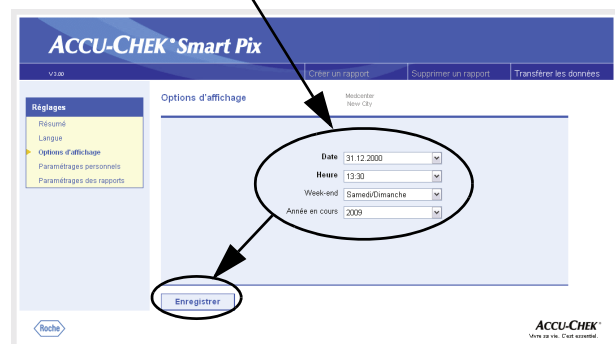 ACCU-CHEK® Smart Pix
V 3.00
Créer un rapport Supprimer un rapport Transférer les données
Options d'affichage
Medcenter
New City
Réglages
Résumé
Langue
Options d'affichage
Paramétrages personnels
Paramétrages des rapports
Date 31.12.2000
Heure 13:30
Week-end Samedi/Dimanche
Année en cours 2009
Enregistrer
Roche
ACCU-CHEK®
Vivre sa vie. C'est essentiel.